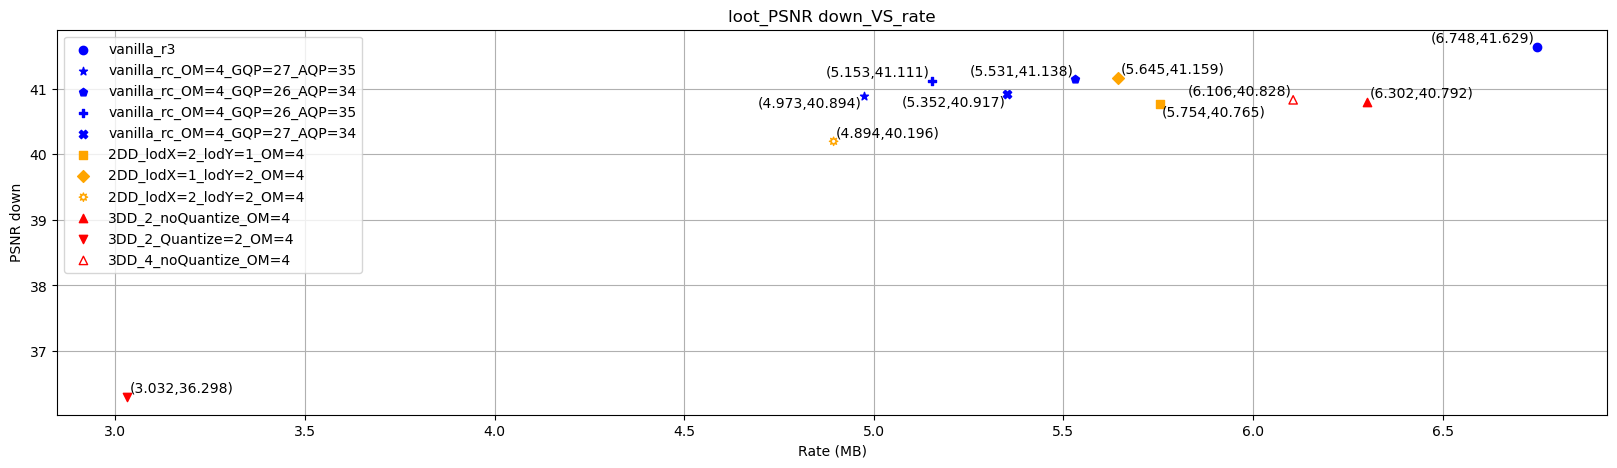 loot_PSNR down_VS_rate
vanilla_r3
vanilla_rc_OM=4_GQP=27_AQP=35
vanilla_rc_OM=4_GQP=26_AQP=34
vanilla_rc_OM=4_GQP=26_AQP=35
vanilla_rc_OM=4_GQP=27_AQP=34
2DD_lodX=2_lodY=1_OM=4
2DD_lodX=1_lodY=2_OM=4
2DD_lodX=2_lodY=2_OM=4
3DD_2_noQuantize_OM=4
3DD_2_Quantize=2_OM=4
3DD_4_noQuantize_OM=4
(6.748,41.629)
(5.153,41.111)
(5.531,41.138)
(5.645,41.159)
(4.973,40.894)
(5.352,40.917)
(5.754,40.765)
(6.106,40.828)
(6.302,40.792)
(4.894,40.196)
(3.032,36.298)
PSNR down
41
40
39
38
37
3.0
3.5
4.0
4.5
5.0
5.5
6.0
6.5
Rate (MB)